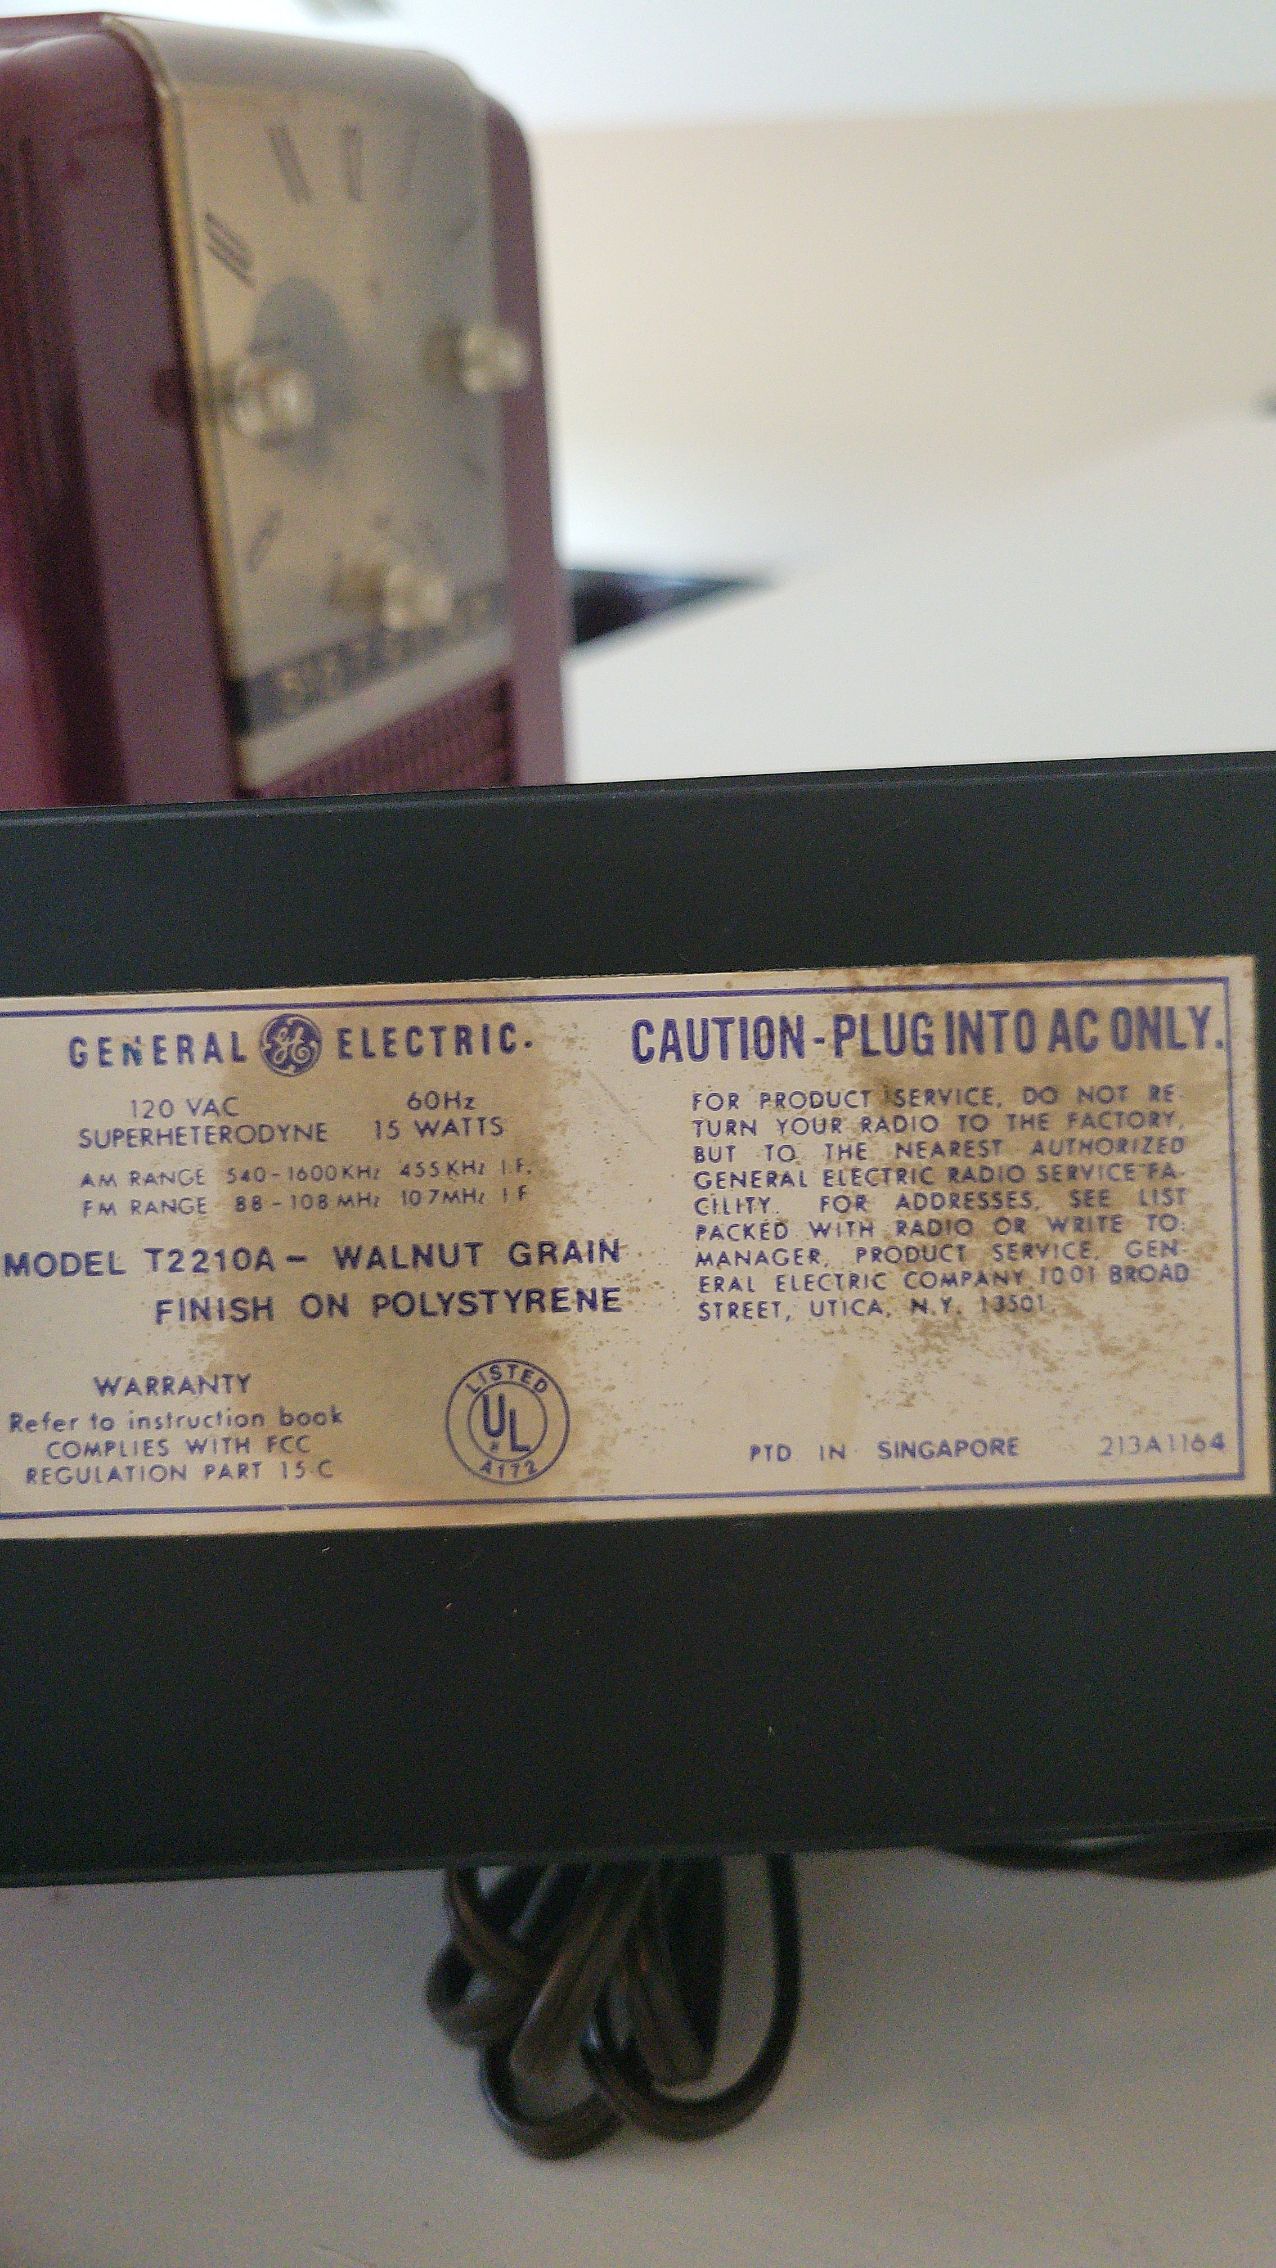 GENERAL GE ELECTRIC.
120 VAC 60Hz
SUPERHETERODYNE 15 WATTS
AM RANGE 540-1600KHz 455KHz I.F.
FM RANGE 88-108MHz 107MHz I F
MODEL T2210A - WALNUT GRAIN
FINISH ON POLYSTYRENE
WARRANTY
Refer to instruction book
COMPLIES WITH FCC
REGULATION PART 15-C
LISTED
UL
A172
CAUTION-PLUG INTO AC ONLY.
FOR PRODUCT SERVICE, DO NOT RE-
TURN YOUR RADIO TO THE FACTORY,
BUT TO THE NEAREST AUTHORIZED
GENERAL ELECTRIC RADIO SERVICE FA-
CILITY. FOR ADDRESSES, SEE LIST
PACKED WITH RADIO OR WRITE TO:
MANAGER, PRODUCT SERVICE, GEN-
ERAL ELECTRIC COMPANY 1001 BROAD
STREET, UTICA, N.Y. 13501.
PTD IN SINGAPORE 213A1164